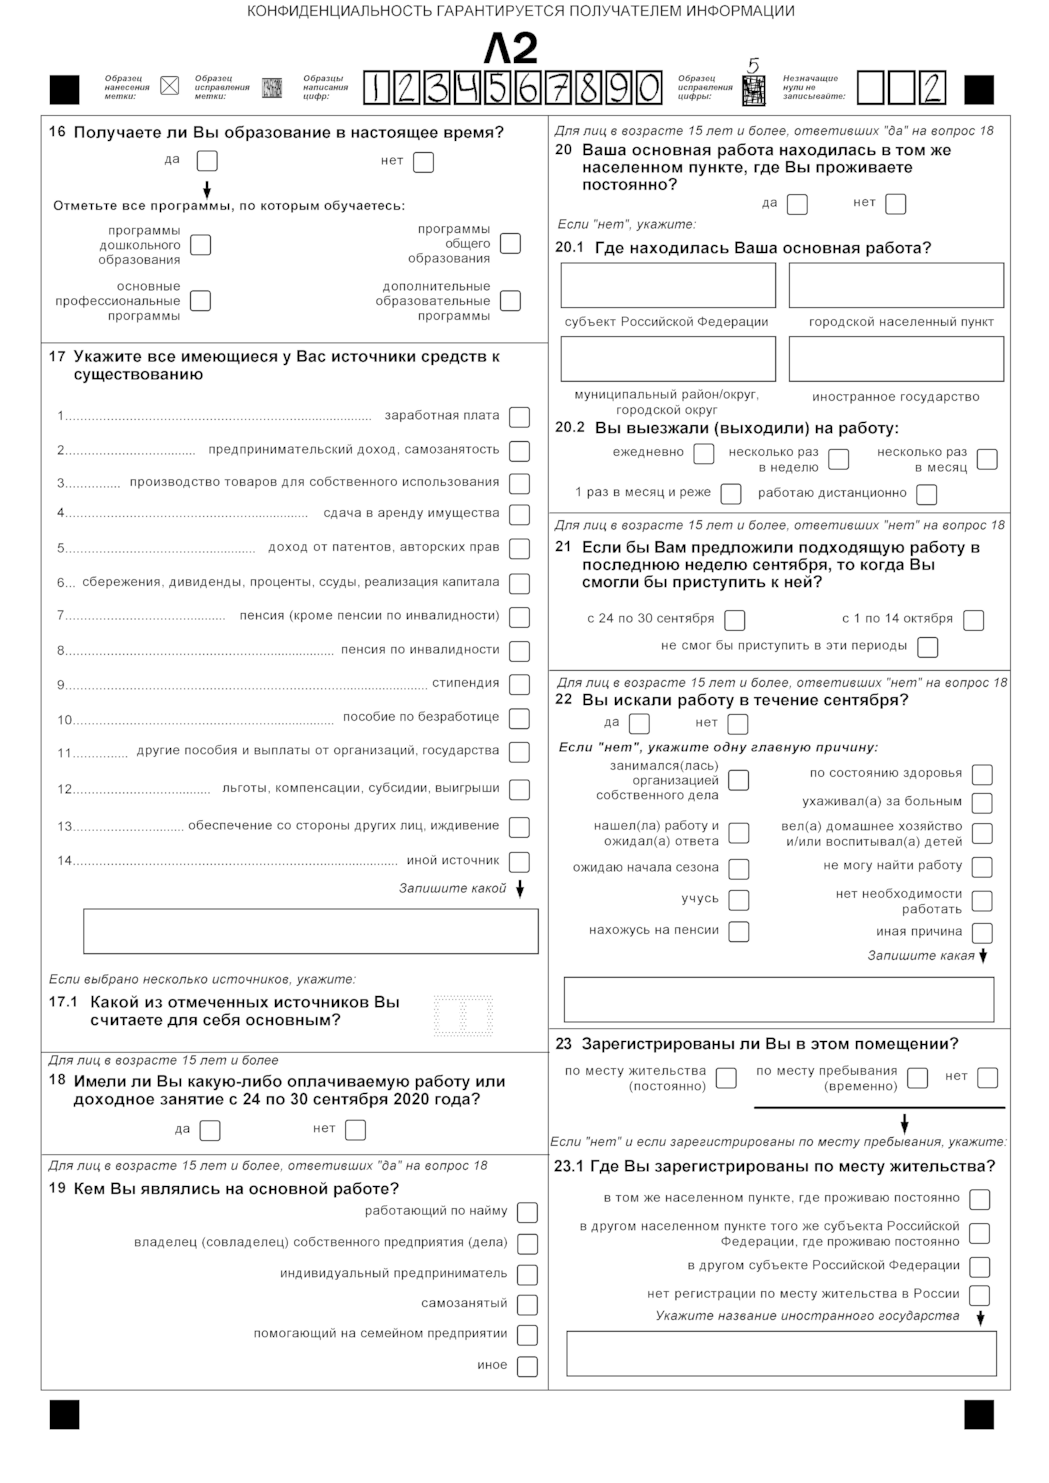 КОНФИДЕНЦИАЛЬНОСТЬ ГАРАНТИРУЕТСЯ ПОЛУЧАТЕЛЕМ ИНФОРМАЦИИ
Л2
Образец нанесения метки:
Образец исправления метки:
Образцы написания цифр:
1 2 3 4 5 6 7 8 9 0
Образец исправления цифры:
5
Незначащие нули не записывайте:
2
16 Получаете ли Вы образование в настоящее время?
да нет
Отметьте все программы, по которым обучаетесь:
программы дошкольного образования
программы общего образования
основные профессиональные программы
дополнительные образовательные программы
17 Укажите все имеющиеся у Вас источники средств к
существованию
1............ заработная плата
2............ предпринимательский доход, самозанятость
3............ производство товаров для собственного использования
4............ сдача в аренду имущества
5............ доход от патентов, авторских прав
6... сбережения, дивиденды, проценты, ссуды, реализация капитала
7............ пенсия (кроме пенсии по инвалидности)
8............ пенсия по инвалидности
9............ стипендия
10............ пособие по безработице
11............ другие пособия и выплаты от организаций, государства
12............ льготы, компенсации, субсидии, выигрыши
13............ обеспечение со стороны других лиц, иждивение
14............ иной источник
Запишите какой
Если выбрано несколько источников, укажите:
17.1 Какой из отмеченных источников Вы
считаете для себя основным?
Для лиц в возрасте 15 лет и более
18 Имели ли Вы какую-либо оплачиваемую работу или
доходное занятие с 24 по 30 сентября 2020 года?
да нет
Для лиц в возрасте 15 лет и более, ответивших "да" на вопрос 18
19 Кем Вы являлись на основной работе?
работающий по найму
владелец (совладелец) собственного предприятия (дела)
индивидуальный предприниматель
самозанятый
помогающий на семейном предприятии
иное
Для лиц в возрасте 15 лет и более, ответивших "да" на вопрос 18
20 Ваша основная работа находилась в том же
населенном пункте, где Вы проживаете
постоянно?
да нет
Если "нет", укажите:
20.1 Где находилась Ваша основная работа?
субъект Российской Федерации
городской населенный пункт
муниципальный район/округ,
городской округ
иностранное государство
20.2 Вы выезжали (выходили) на работу:
ежедневно
несколько раз в неделю
несколько раз в месяц
1 раз в месяц и реже
работаю дистанционно
Для лиц в возрасте 15 лет и более, ответивших "нет" на вопрос 18
21 Если бы Вам предложили подходящую работу в
последнюю неделю сентября, то когда Вы
смогли бы приступить к ней?
с 24 по 30 сентября
с 1 по 14 октября
не смог бы приступить в эти периоды
Для лиц в возрасте 15 лет и более, ответивших "нет" на вопрос 18
22 Вы искали работу в течение сентября?
да нет
Если "нет", укажите одну главную причину:
занимался(лась) организацией собственного дела
по состоянию здоровья
ухаживал(а) за больным
нашел(ла) работу и ожидал(а) ответа
вел(а) домашнее хозяйство и/или воспитывал(а) детей
ожидаю начала сезона
не могу найти работу
учусь
нет необходимости работать
нахожусь на пенсии
иная причина
Запишите какая
23 Зарегистрированы ли Вы в этом помещении?
по месту жительства (постоянно)
по месту пребывания (временно)
нет
Если "нет" и если зарегистрированы по месту пребывания, укажите:
23.1 Где Вы зарегистрированы по месту жительства?
в том же населенном пункте, где проживаю постоянно
в другом населенном пункте того же субъекта Российской
Федерации, где проживаю постоянно
в другом субъекте Российской Федерации
нет регистрации по месту жительства в России
Укажите название иностранного государства